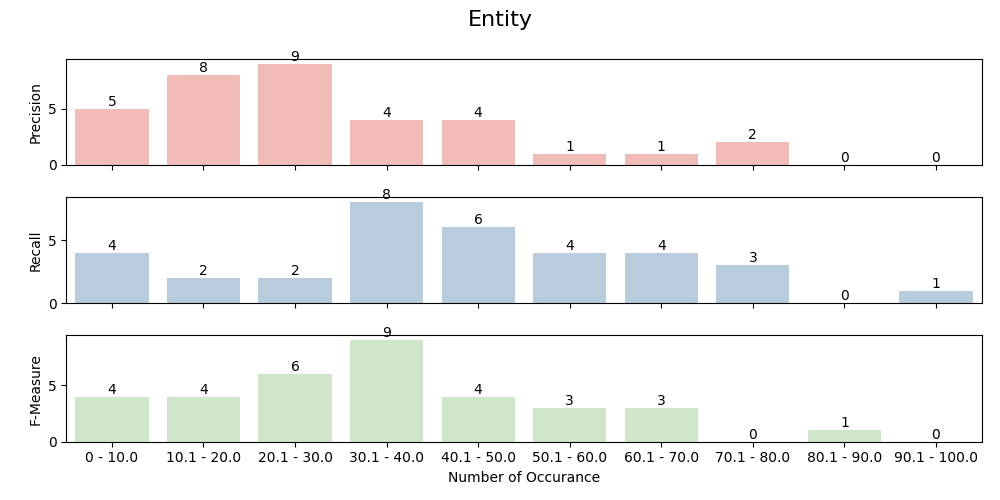 Entity
Precision
5
0
5 8 9 4 4 1 1 2 0 0
Recall
5
0
4 2 2 8 6 4 4 3 0 1
F-Measure
5
0
4 4 6 9 4 3 3 0 1 0
0 - 10.0 10.1 - 20.0 20.1 - 30.0 30.1 - 40.0 40.1 - 50.0 50.1 - 60.0 60.1 - 70.0 70.1 - 80.0 80.1 - 90.0 90.1 - 100.0
Number of Occurance